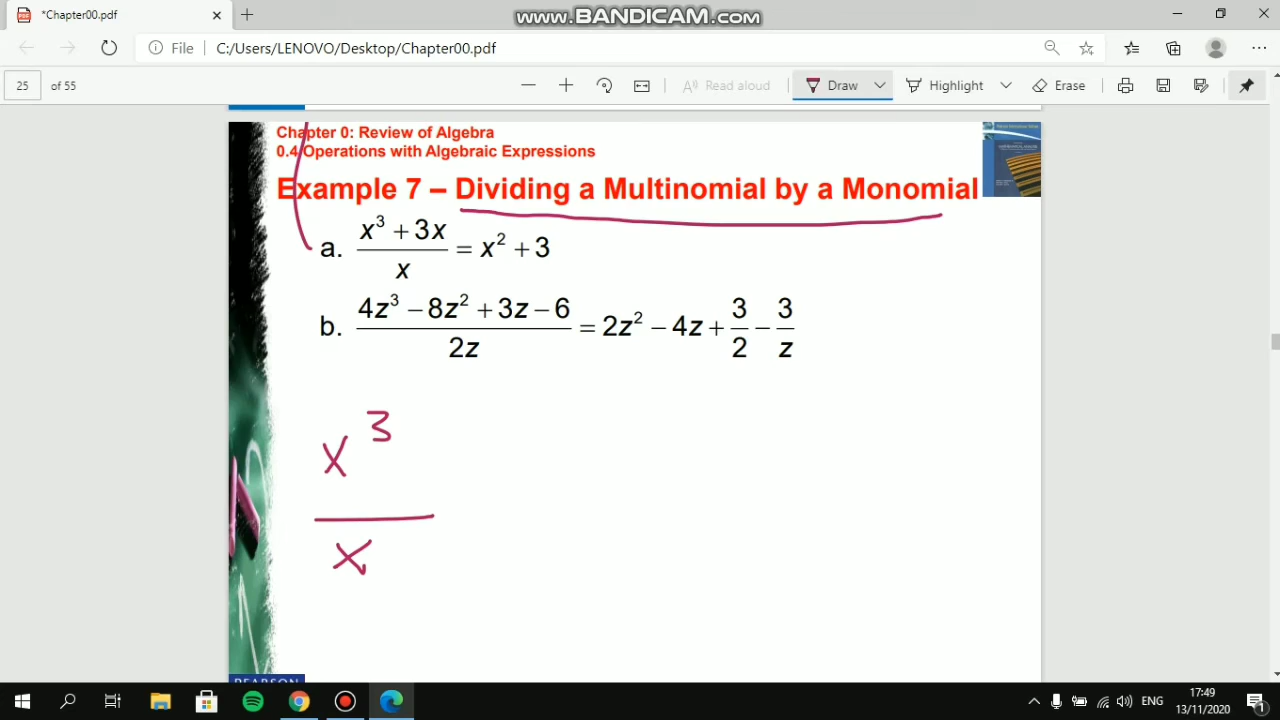 *Chapter00.pdf
www.BANDICAM.com
File C:/Users/LENOVO/Desktop/Chapter00.pdf
25 of 55 Read aloud Draw Highlight Erase
Chapter 0: Review of Algebra
0.4 Operations with Algebraic Expressions
Example 7 – Dividing a Multinomial by a Monomial
a. (x³ + 3x)/x = x² + 3
b. (4z³ − 8z² + 3z − 6)/(2z) = 2z² − 4z + 3/2 − 3/z
x³
x
PEARSON
ENG 17:49
13/11/2020 1